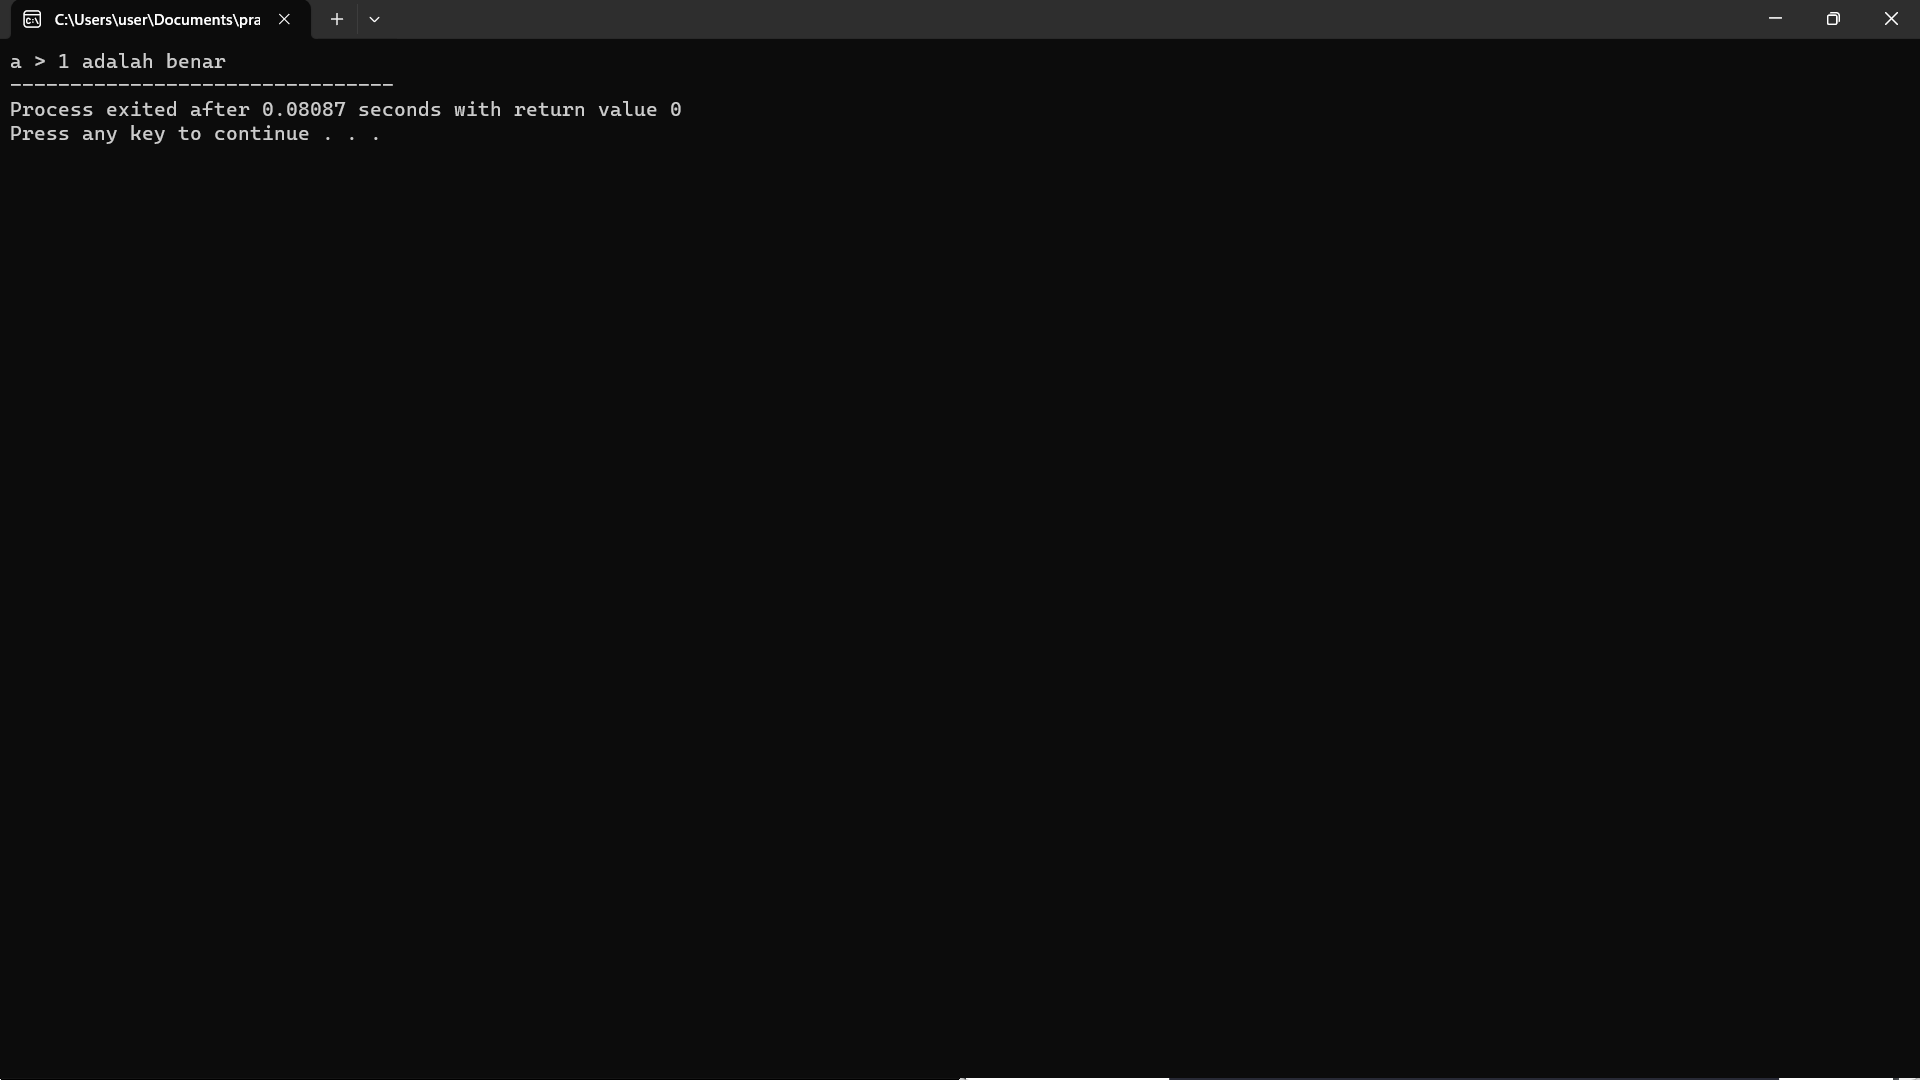 C:\Users\user\Documents\pra
a > 1 adalah benar
--------------------------------
Process exited after 0.08087 seconds with return value 0
Press any key to continue . . .